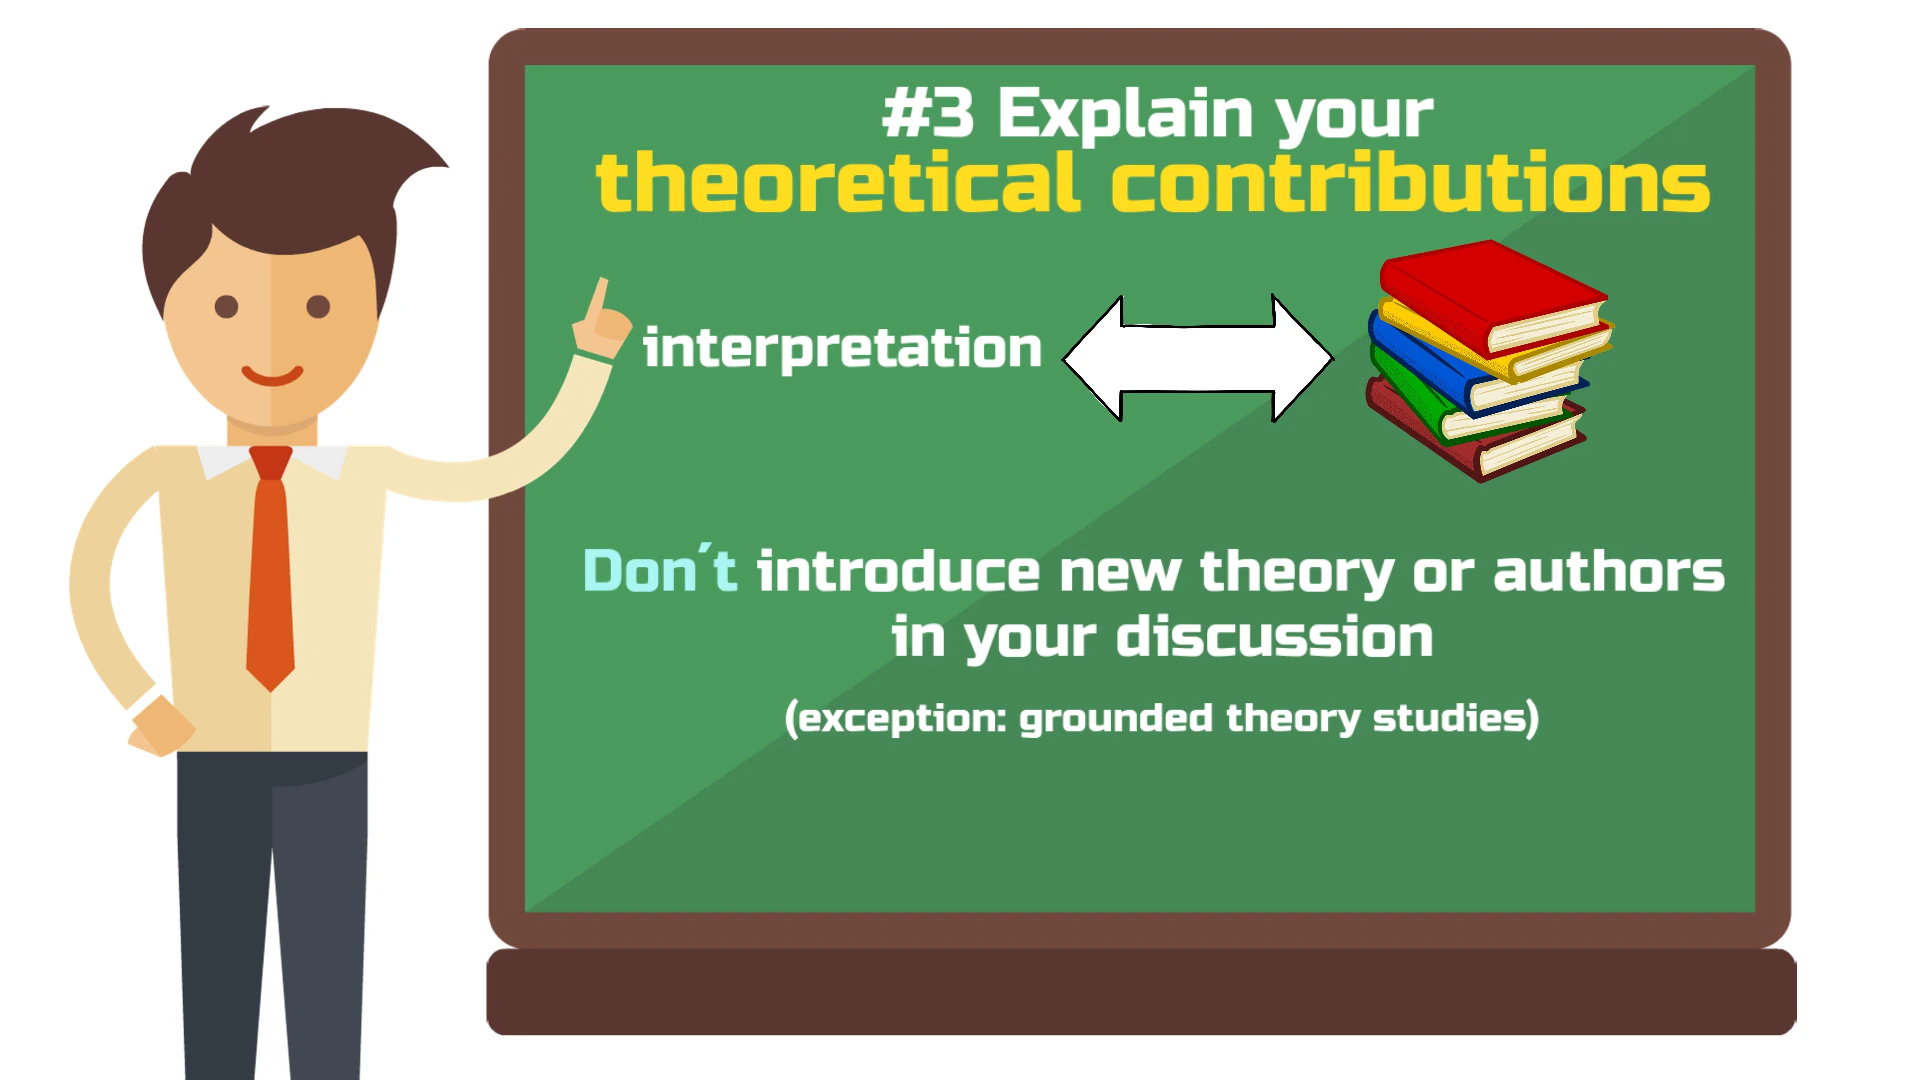 #3 Explain your
theoretical contributions
interpretation
Don´t introduce new theory or authors
in your discussion
(exception: grounded theory studies)